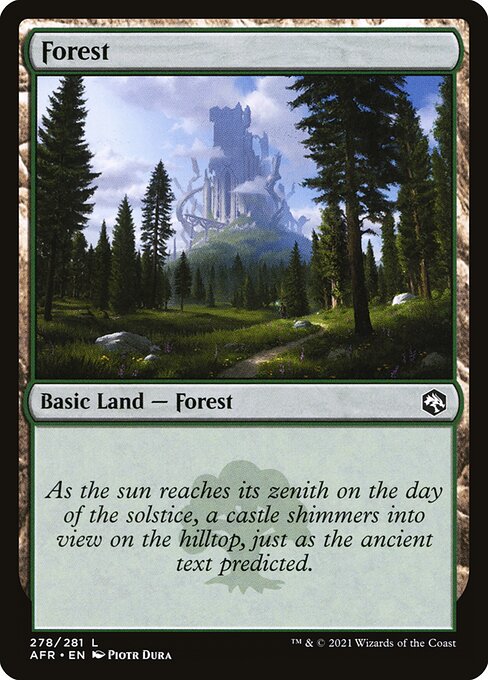 Forest
Basic Land — Forest
As the sun reaches its zenith on the day
of the solstice, a castle shimmers into
view on the hilltop, just as the ancient
text predicted.
278/281 L
AFR • EN Piotr Dura
™ & © 2021 Wizards of the Coast